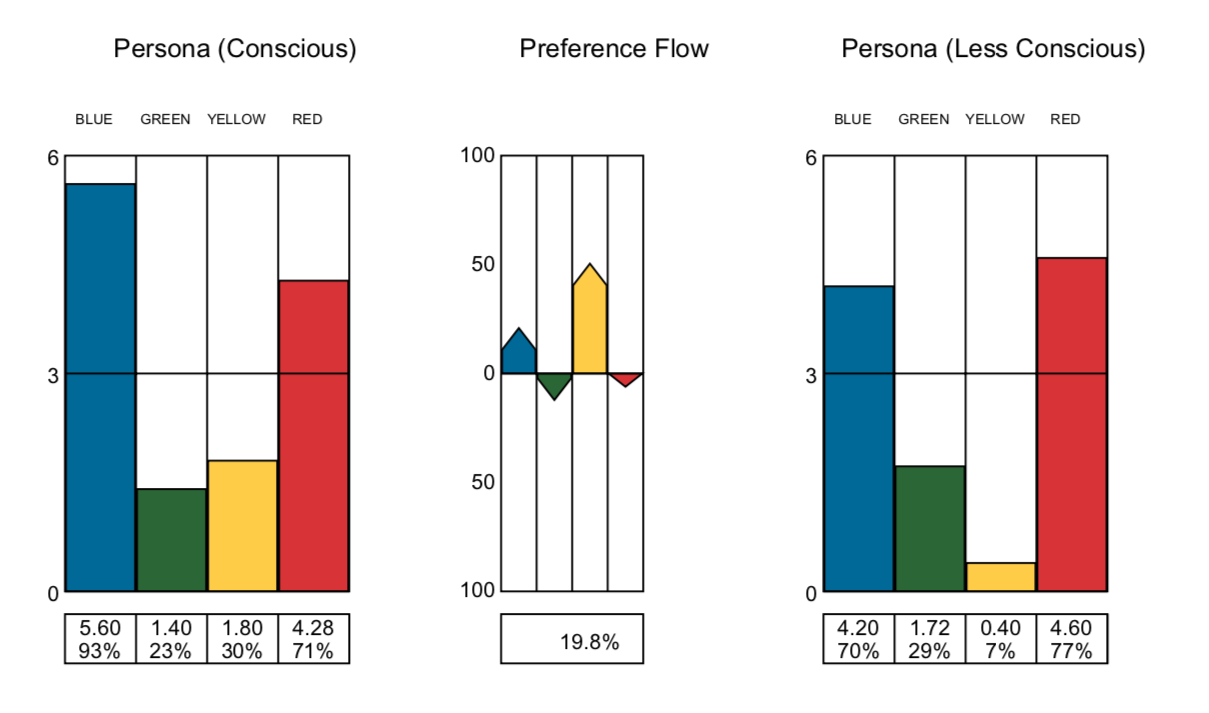 Persona (Conscious)
Preference Flow
Persona (Less Conscious)
BLUE GREEN YELLOW RED
6
3
0
5.60 1.40 1.80 4.28
93% 23% 30% 71%
100
50
0
50
100
19.8%
BLUE GREEN YELLOW RED
6
3
0
4.20 1.72 0.40 4.60
70% 29% 7% 77%